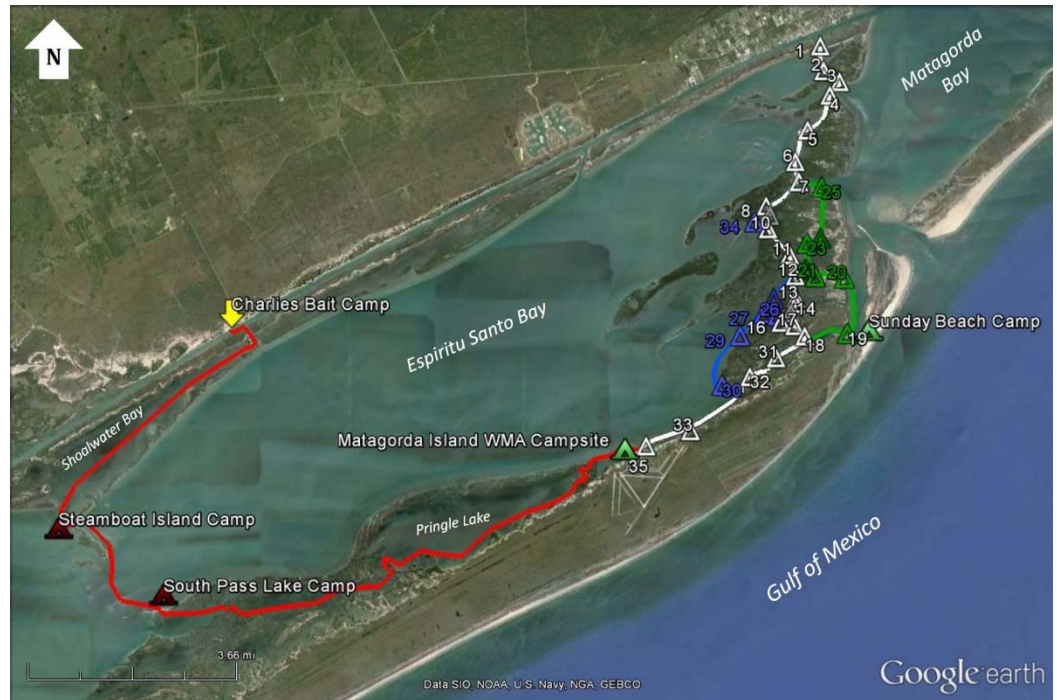 N
Matagorda
Bay
1
2
3
4
5
6
7
25
8
10
34
11
23
12
21
20
13
26
14
27
16
17
29
18
19
Sunday Beach Camp
31
30
32
33
35
Charlies Bait Camp
Espiritu Santo Bay
Shoalwater Bay
Matagorda Island WMA Campsite
Steamboat Island Camp
Pringle Lake
South Pass Lake Camp
Gulf of Mexico
3.66 mi
Data SIO, NOAA, U.S. Navy, NGA, GEBCO
Google earth